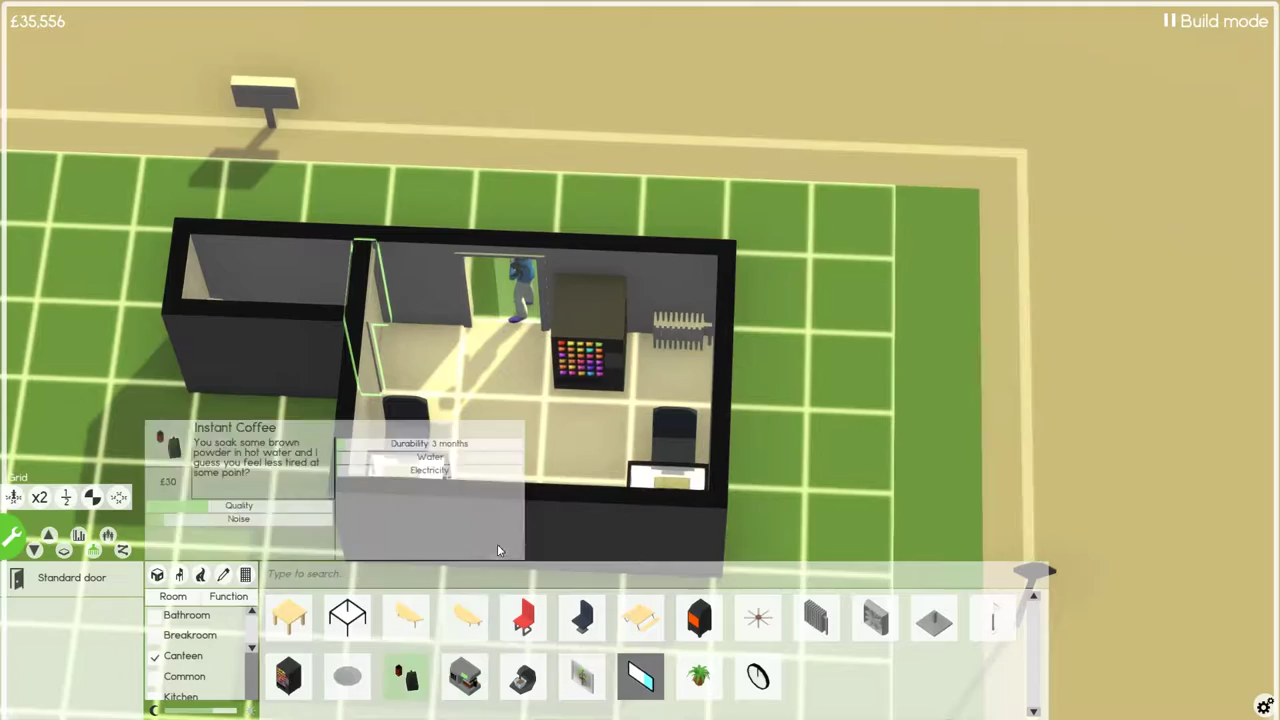 £35,556
Build mode
Instant Coffee
You soak some brown
powder in hot water and I
guess you feel less tired at
some point?
£30
Quality
Noise
Durability 3 months
Water
Electricity
Grid
x2
1/2
Standard door
Type to search.
Room
Function
Bathroom
Breakroom
Canteen
Common
Kitchen